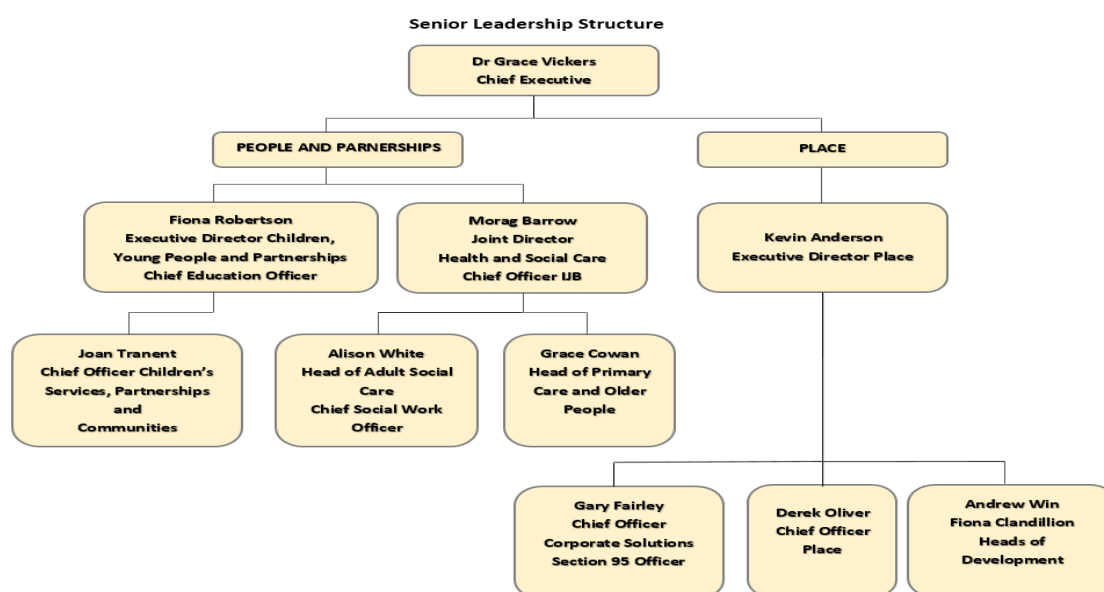 Senior Leadership Structure
Dr Grace Vickers
Chief Executive
PEOPLE AND PARNERSHIPS
PLACE
Fiona Robertson
Executive Director Children,
Young People and Partnerships
Chief Education Officer
Morag Barrow
Joint Director
Health and Social Care
Chief Officer IJB
Kevin Anderson
Executive Director Place
Joan Tranent
Chief Officer Children's
Services, Partnerships
and
Communities
Alison White
Head of Adult Social
Care
Chief Social Work
Officer
Grace Cowan
Head of Primary
Care and Older
People
Gary Fairley
Chief Officer
Corporate Solutions
Section 95 Officer
Derek Oliver
Chief Officer
Place
Andrew Win
Fiona Clandillion
Heads of
Development